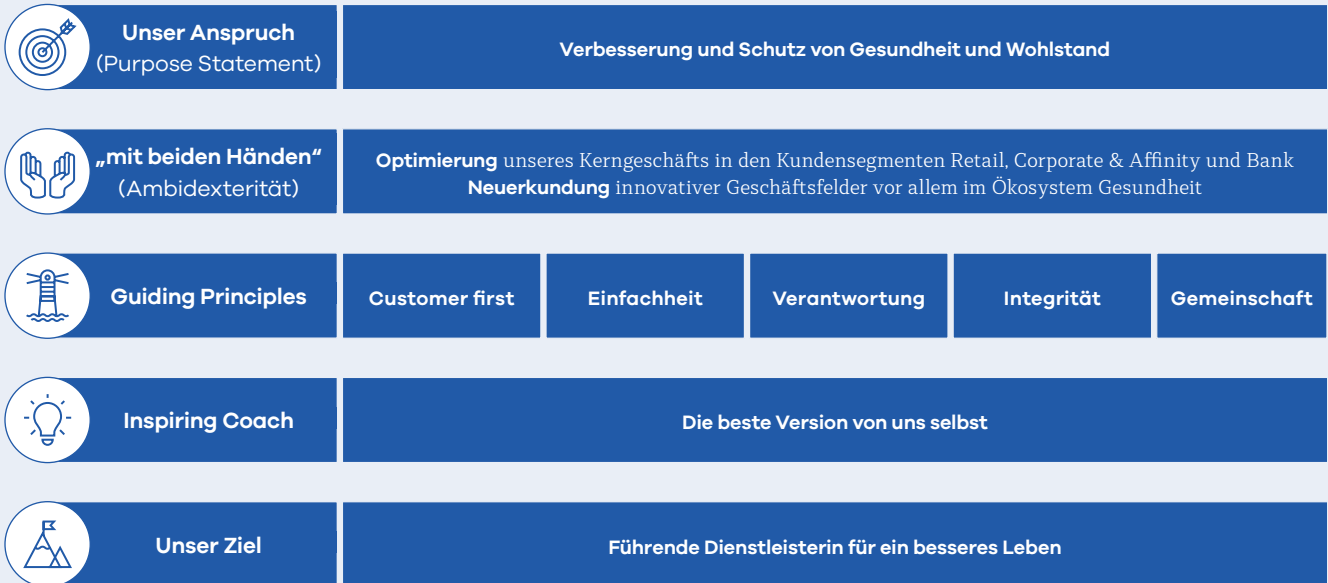 Unser Anspruch
(Purpose Statement)
Verbesserung und Schutz von Gesundheit und Wohlstand
„mit beiden Händen“
(Ambidexterität)
Optimierung unseres Kerngeschäfts in den Kundensegmenten Retail, Corporate & Affinity und Bank
Neuerkundung innovativer Geschäftsfelder vor allem im Ökosystem Gesundheit
Guiding Principles
Customer first
Einfachheit
Verantwortung
Integrität
Gemeinschaft
Inspiring Coach
Die beste Version von uns selbst
Unser Ziel
Führende Dienstleisterin für ein besseres Leben